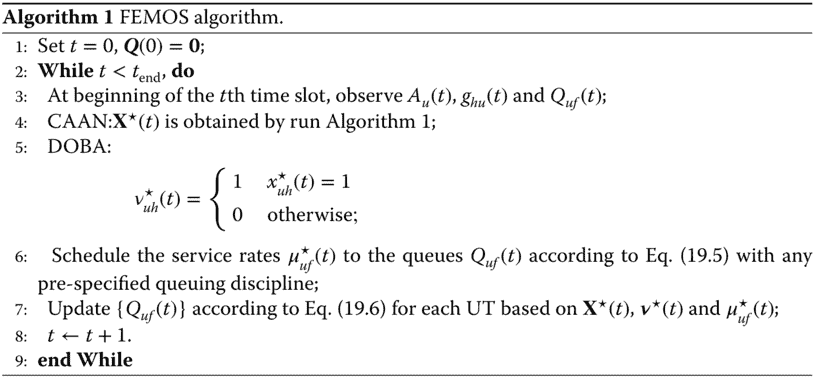 Algorithm 1 FEMOS algorithm.
1: Set t = 0, Q(0) = 0;
2: While t < t_end, do
3: At beginning of the tth time slot, observe A_u(t), g_hu(t) and Q_uf(t);
4: CAAN:X⋆(t) is obtained by run Algorithm 1;
5: DOBA:
ν⋆_uh(t) = { 1 x⋆_uh(t) = 1
0 otherwise;
6: Schedule the service rates μ⋆_uf(t) to the queues Q_uf(t) according to Eq. (19.5) with any
pre-specified queuing discipline;
7: Update {Q_uf(t)} according to Eq. (19.6) for each UT based on X⋆(t), ν⋆(t) and μ⋆_uf(t);
8: t ← t + 1.
9: end While